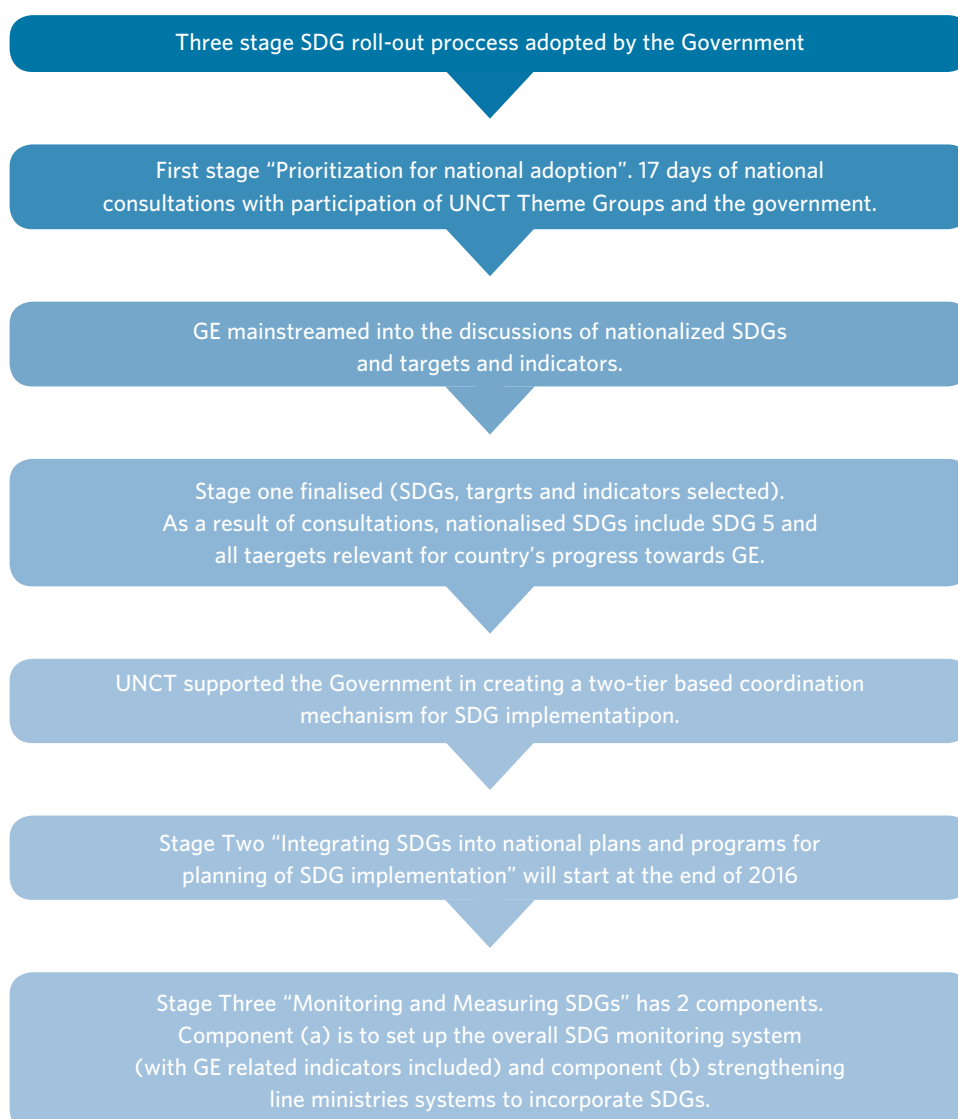 Three stage SDG roll-out proccess adopted by the Government
First stage “Prioritization for national adoption”. 17 days of national
consultations with participation of UNCT Theme Groups and the government.
GE mainstreamed into the discussions of nationalized SDGs
and targets and indicators.
Stage one finalised (SDGs, targrts and indicators selected).
As a result of consultations, nationalised SDGs include SDG 5 and
all taergets relevant for country’s progress towards GE.
UNCT supported the Government in creating a two-tier based coordination
mechanism for SDG implementatipon.
Stage Two “Integrating SDGs into national plans and programs for
planning of SDG implementation” will start at the end of 2016
Stage Three “Monitoring and Measuring SDGs” has 2 components.
Component (a) is to set up the overall SDG monitoring system
(with GE related indicators included) and component (b) strengthening
line ministries systems to incorporate SDGs.